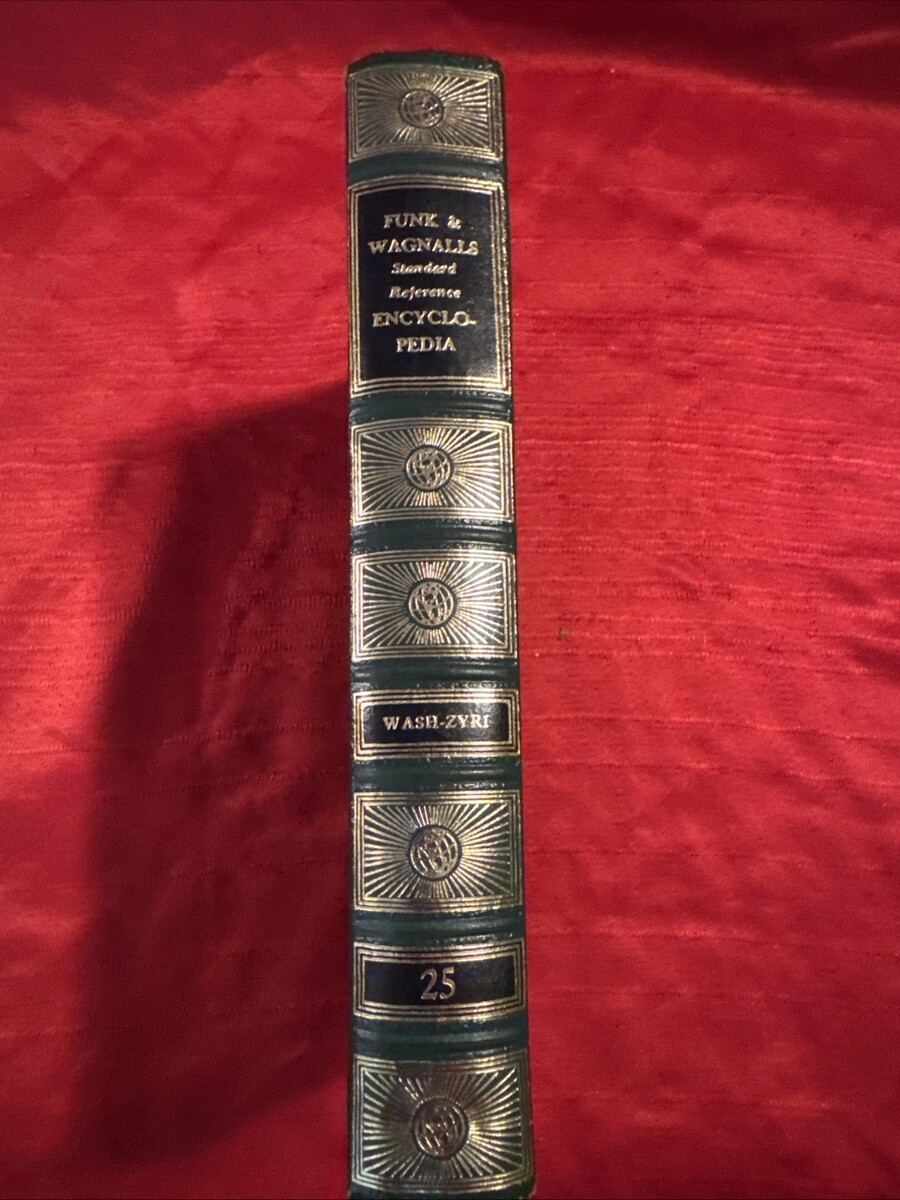 FUNK &
WAGNALLS
Standard
Reference
ENCYCLO-
PEDIA
WASH-ZYRI
25